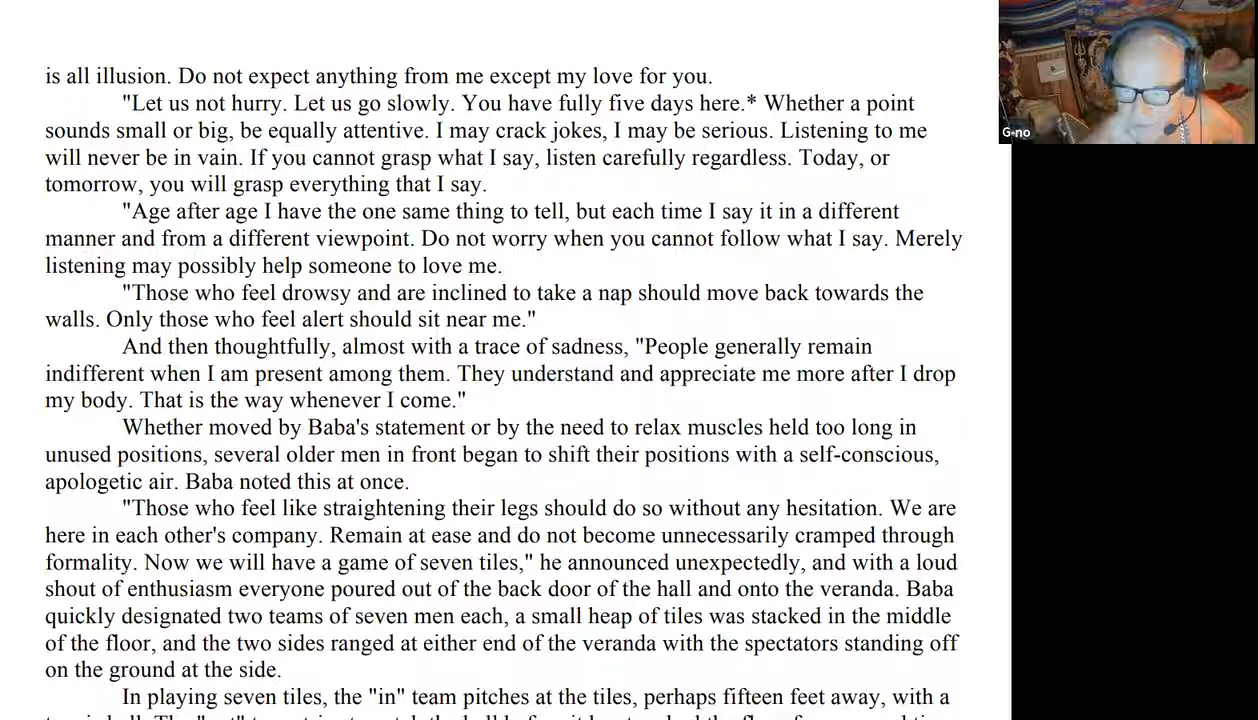 is all illusion. Do not expect anything from me except my love for you.
"Let us not hurry. Let us go slowly. You have fully five days here.* Whether a point
sounds small or big, be equally attentive. I may crack jokes, I may be serious. Listening to me
will never be in vain. If you cannot grasp what I say, listen carefully regardless. Today, or
tomorrow, you will grasp everything that I say.
"Age after age I have the one same thing to tell, but each time I say it in a different
manner and from a different viewpoint. Do not worry when you cannot follow what I say. Merely
listening may possibly help someone to love me.
"Those who feel drowsy and are inclined to take a nap should move back towards the
walls. Only those who feel alert should sit near me."
And then thoughtfully, almost with a trace of sadness, "People generally remain
indifferent when I am present among them. They understand and appreciate me more after I drop
my body. That is the way whenever I come."
Whether moved by Baba's statement or by the need to relax muscles held too long in
unused positions, several older men in front began to shift their positions with a self-conscious,
apologetic air. Baba noted this at once.
"Those who feel like straightening their legs should do so without any hesitation. We are
here in each other's company. Remain at ease and do not become unnecessarily cramped through
formality. Now we will have a game of seven tiles," he announced unexpectedly, and with a loud
shout of enthusiasm everyone poured out of the back door of the hall and onto the veranda. Baba
quickly designated two teams of seven men each, a small heap of tiles was stacked in the middle
of the floor, and the two sides ranged at either end of the veranda with the spectators standing off
on the ground at the side.
In playing seven tiles, the "in" team pitches at the tiles, perhaps fifteen feet away, with a
G-no